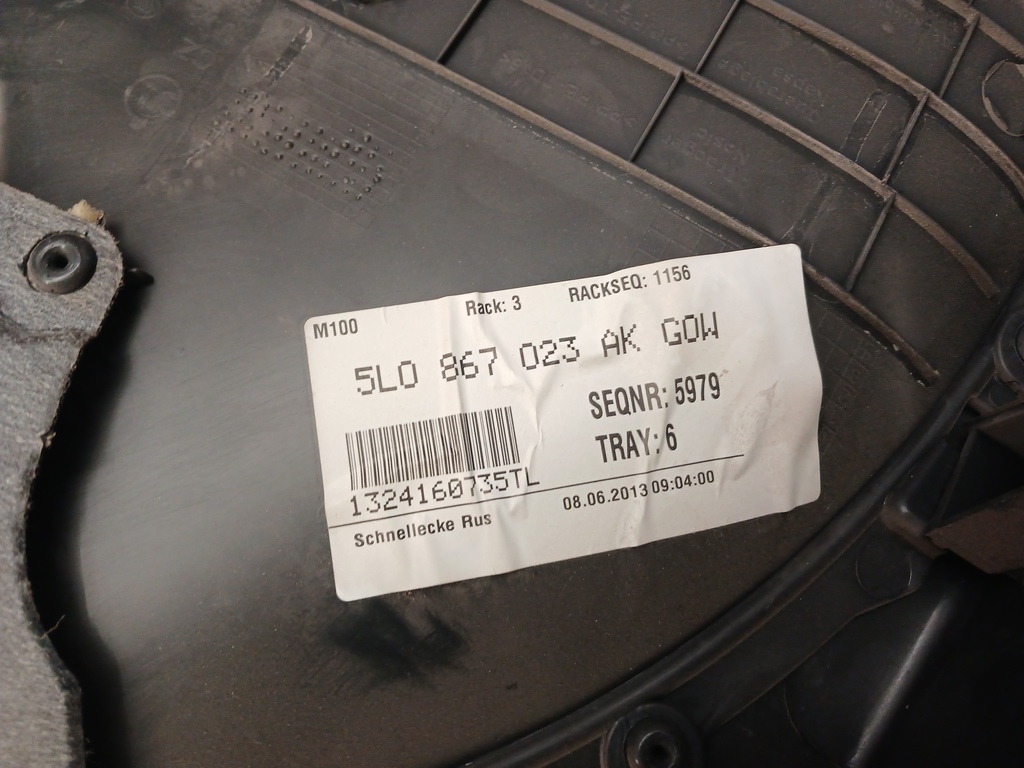 M100 Rack: 3 RACKSEQ: 1156
5L0 867 023 AK GOW
SEQNR: 5979
TRAY: 6
1324160735TL
Schnellecke Rus 08.06.2013 09:04:00